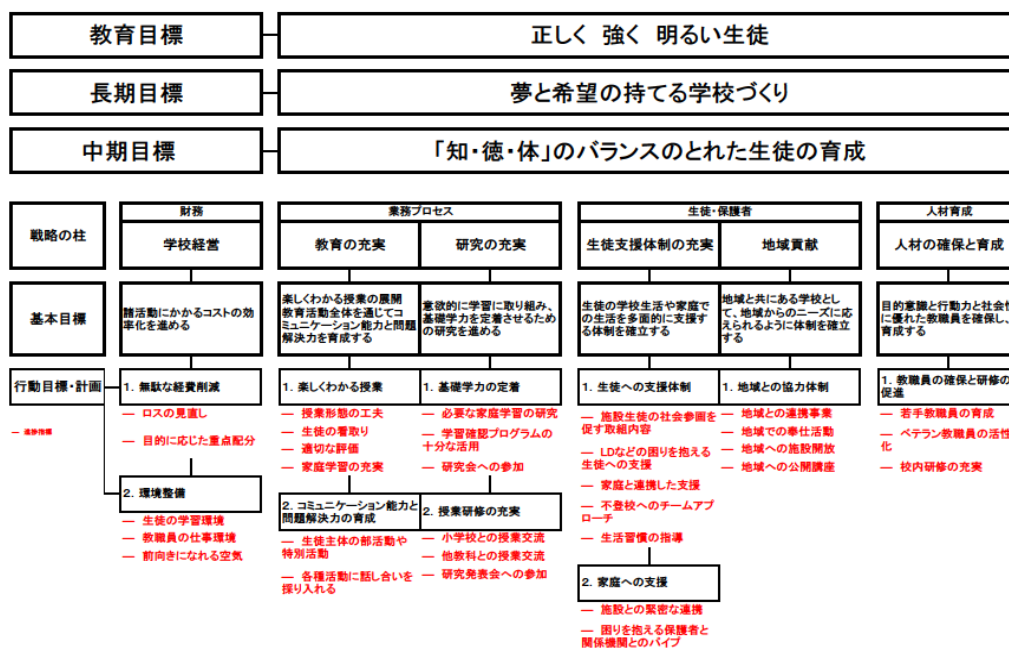 教育目標
正しく 強く 明るい生徒
長期目標
夢と希望の持てる学校づくり
中期目標
「知・徳・体」のバランスのとれた生徒の育成
戦略の柱
財務
業務プロセス
生徒・保護者
人材育成
学校経営
教育の充実
研究の充実
生徒支援体制の充実
地域貢献
人材の確保と育成
基本目標
諸活動にかかるコストの効
率化を進める
楽しくわかる授業の展開
教育活動全体を通じてコ
ミュニケーション能力と問題
解決力を育成する
意欲的に学習に取り組み、
基礎学力を定着させるため
の研究を進める
生徒の学校生活や家庭で
の生活を多面的に支援す
る体制を確立する
地域と共にある学校とし
て、地域からのニーズに応
えられるように体制を確立
する
目的意識と行動力と社会性
に優れた教職員を確保し、
育成する
行動目標・計画
― 進捗指標
1. 無駄な経費削減
― ロスの見直し
― 目的に応じた重点配分
2. 環境整備
― 生徒の学習環境
― 教職員の仕事環境
― 前向きになれる空気
1. 楽しくわかる授業
― 授業形態の工夫
― 生徒の看取り
― 適切な評価
― 家庭学習の充実
2. コミュニケーション能力と
問題解決力の育成
― 生徒主体の部活動や
特別活動
― 各種活動に話し合いを
採り入れる
1. 基礎学力の定着
― 必要な家庭学習の研究
― 学習確認プログラムの
十分な活用
― 研究会への参加
2. 授業研修の充実
― 小学校との授業交流
― 他教科との授業交流
― 研究発表会への参加
1. 生徒への支援体制
― 施設生徒の社会参画を
促す取組内容
― LDなどの困りを抱える
生徒への支援
― 家庭と連携した支援
― 不登校へのチームアプ
ローチ
― 生活習慣の指導
2. 家庭への支援
― 施設との緊密な連携
― 困りを抱える保護者と
関係機関とのパイプ
1. 地域との協力体制
― 地域との連携事業
― 地域での奉仕活動
― 地域への施設開放
― 地域への公開講座
1. 教職員の確保と研修の
促進
― 若手教職員の育成
― ベテラン教職員の活性
化
― 校内研修の充実